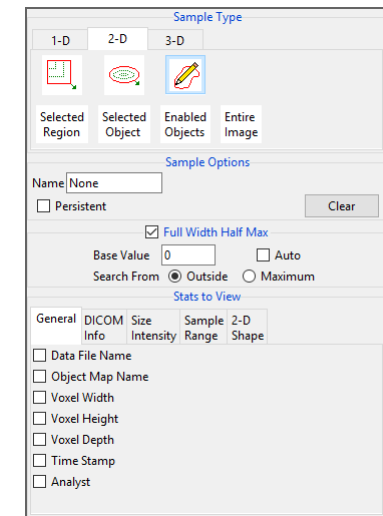 Sample Type
1-D 2-D 3-D
Selected Selected Enabled Entire
Region Object Objects Image
Sample Options
Name None
Persistent Clear
Full Width Half Max
Base Value 0 Auto
Search From Outside Maximum
Stats to View
General DICOM Size Sample 2-D
Info Intensity Range Shape
Data File Name
Object Map Name
Voxel Width
Voxel Height
Voxel Depth
Time Stamp
Analyst